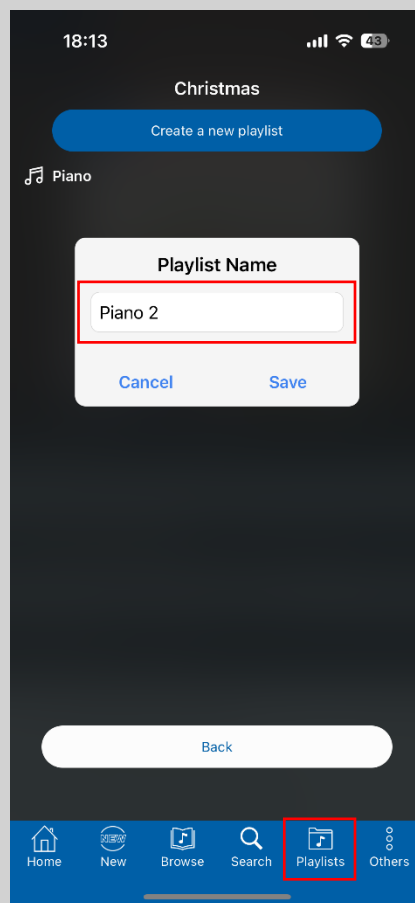 18:13
43
Christmas
Create a new playlist
Piano
Playlist Name
Piano 2
Cancel Save
Back
NEW
Home New Browse Search Playlists Others